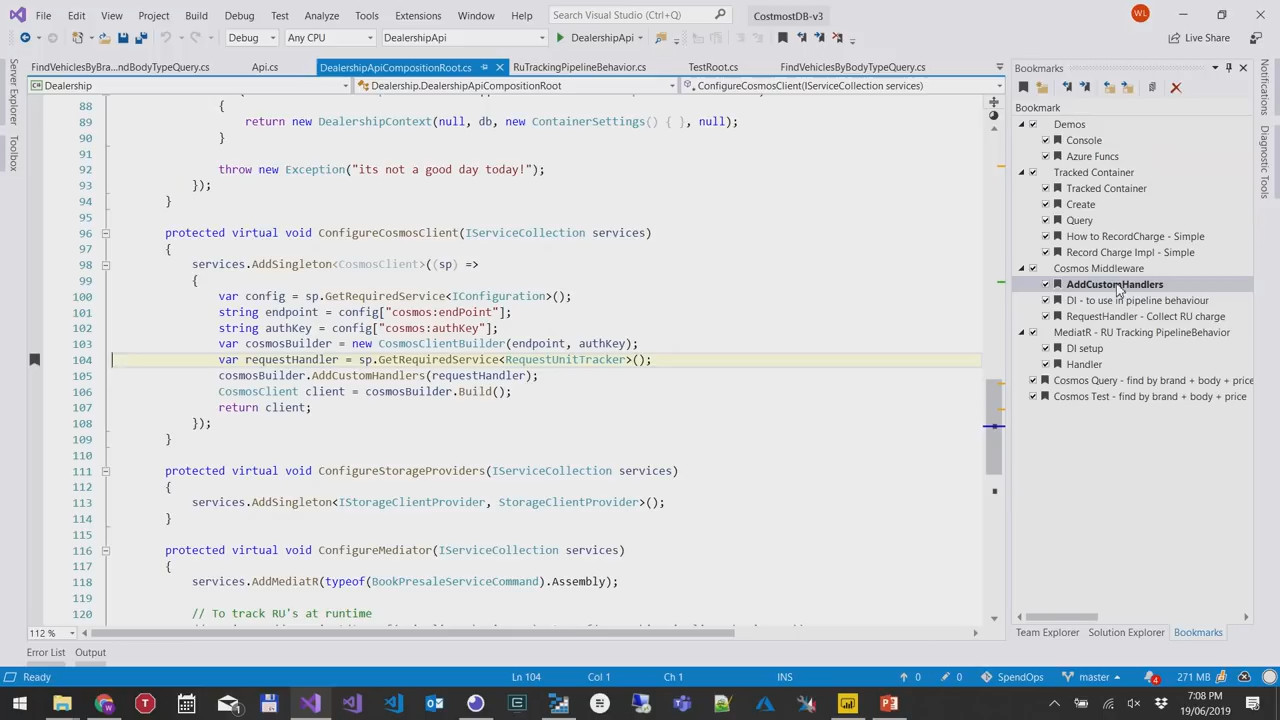 File Edit View Project Build Debug Test Analyze Tools Extensions Window Help Search Visual Studio (Ctrl+Q) CostmostDB-v3 WL
Debug Any CPU DealershipApi DealershipApi Live Share
FindVehiclesByBra...ndBodyTypeQuery.cs Api.cs DealershipApiCompositionRoot.cs RuTrackingPipelineBehavior.cs TestRoot.cs FindVehiclesByBodyTypeQuery.cs
Dealership Dealership.DealershipApiCompositionRoot ConfigureCosmosClient(IServiceCollection services)
Server Explorer
Toolbox
88 {
89 return new DealershipContext(null, db, new ContainerSettings() { }, null);
90 }
91
92 throw new Exception("its not a good day today!");
93 });
94 }
95
96 protected virtual void ConfigureCosmosClient(IServiceCollection services)
97 {
98 services.AddSingleton<CosmosClient>((sp) =>
99 {
100 var config = sp.GetRequiredService<IConfiguration>();
101 string endpoint = config["cosmos:endPoint"];
102 string authKey = config["cosmos:authKey"];
103 var cosmosBuilder = new CosmosClientBuilder(endpoint, authKey);
104 var requestHandler = sp.GetRequiredService<RequestUnitTracker>();
105 cosmosBuilder.AddCustomHandlers(requestHandler);
106 CosmosClient client = cosmosBuilder.Build();
107 return client;
108 });
109 }
110
111 protected virtual void ConfigureStorageProviders(IServiceCollection services)
112 {
113 services.AddSingleton<IStorageClientProvider, StorageClientProvider>();
114 }
115
116 protected virtual void ConfigureMediator(IServiceCollection services)
117 {
118 services.AddMediatR(typeof(BookPresaleServiceCommand).Assembly);
119
120 // To track RU's at runtime
112 %
Bookmarks
Bookmark
Demos
Console
Azure Funcs
Tracked Container
Tracked Container
Create
Query
How to RecordCharge - Simple
Record Charge Impl - Simple
Cosmos Middleware
AddCustomHandlers
DI - to use in pipeline behaviour
RequestHandler - Collect RU charge
MediatR - RU Tracking PipelineBehavior
DI setup
Handler
Cosmos Query - find by brand + body + price
Cosmos Test - find by brand + body + price
Team Explorer Solution Explorer Bookmarks
Notifications
Diagnostic Tools
Error List Output
Ready Ln 104 Col 1 Ch 1 INS 0 0 SpendOps master 4 271 MB
7:08 PM
19/06/2019